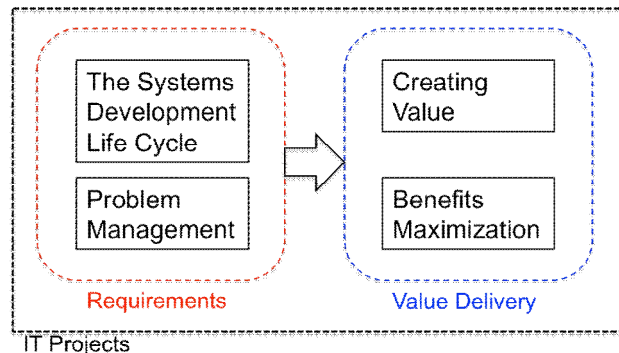 The Systems
Development
Life Cycle
Problem
Management
Requirements
Creating
Value
Benefits
Maximization
Value Delivery
IT Projects